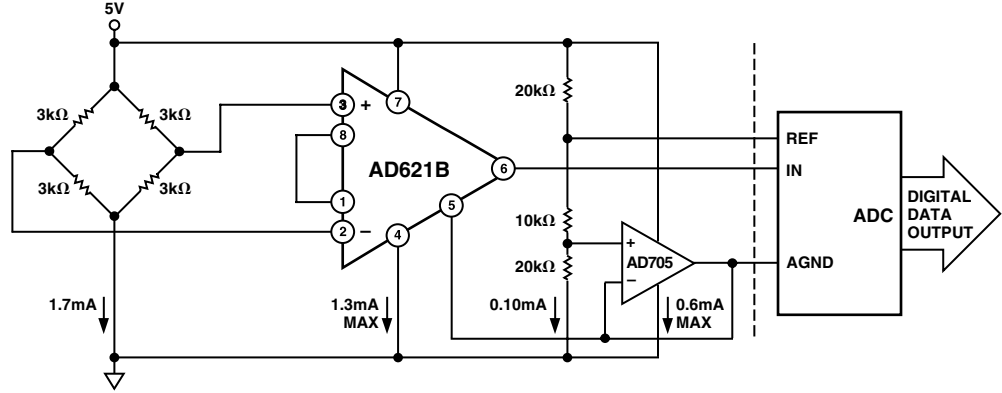 5V
3kΩ
3kΩ
3kΩ
3kΩ
1.7mA
3
+
8
1
2
–
7
AD621B
6
5
4
1.3mA
MAX
20kΩ
10kΩ
20kΩ
0.10mA
+
AD705
–
0.6mA
MAX
REF
IN
ADC
AGND
DIGITAL
DATA
OUTPUT